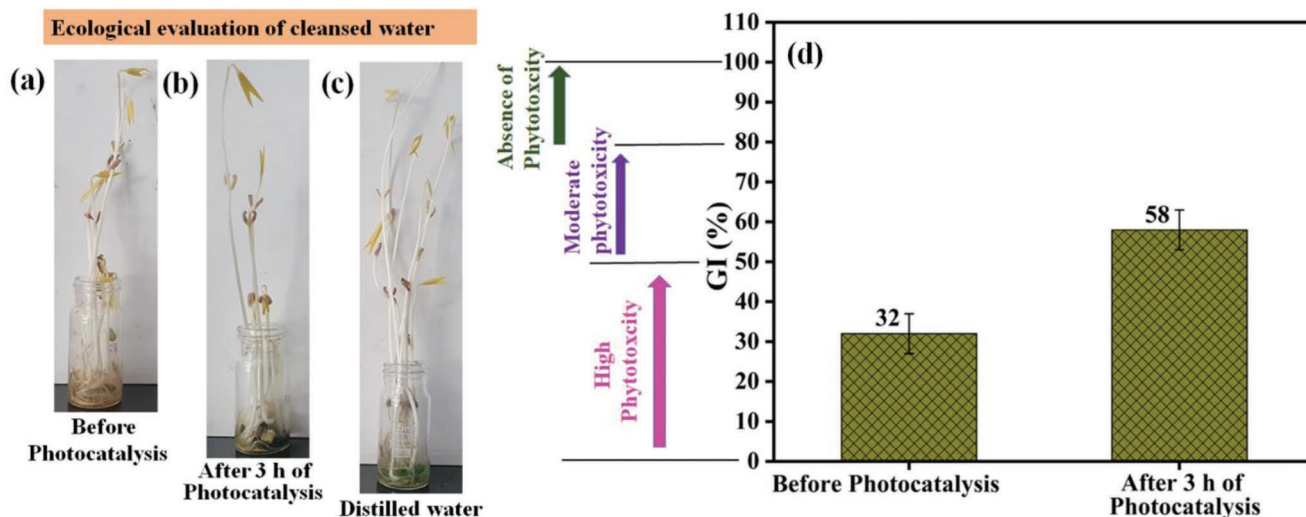 Ecological evaluation of cleansed water
(a)
(b)
(c)
Before
Photocatalysis
After 3 h of
Photocatalysis
Distilled water
Absence of
Phytotoxcity
Moderate
phytotoxicity
High
Phytotoxcity
(d)
GI (%)
110
100
90
80
70
60
50
40
30
20
10
0
32
58
Before Photocatalysis
After 3 h of
Photocatalysis